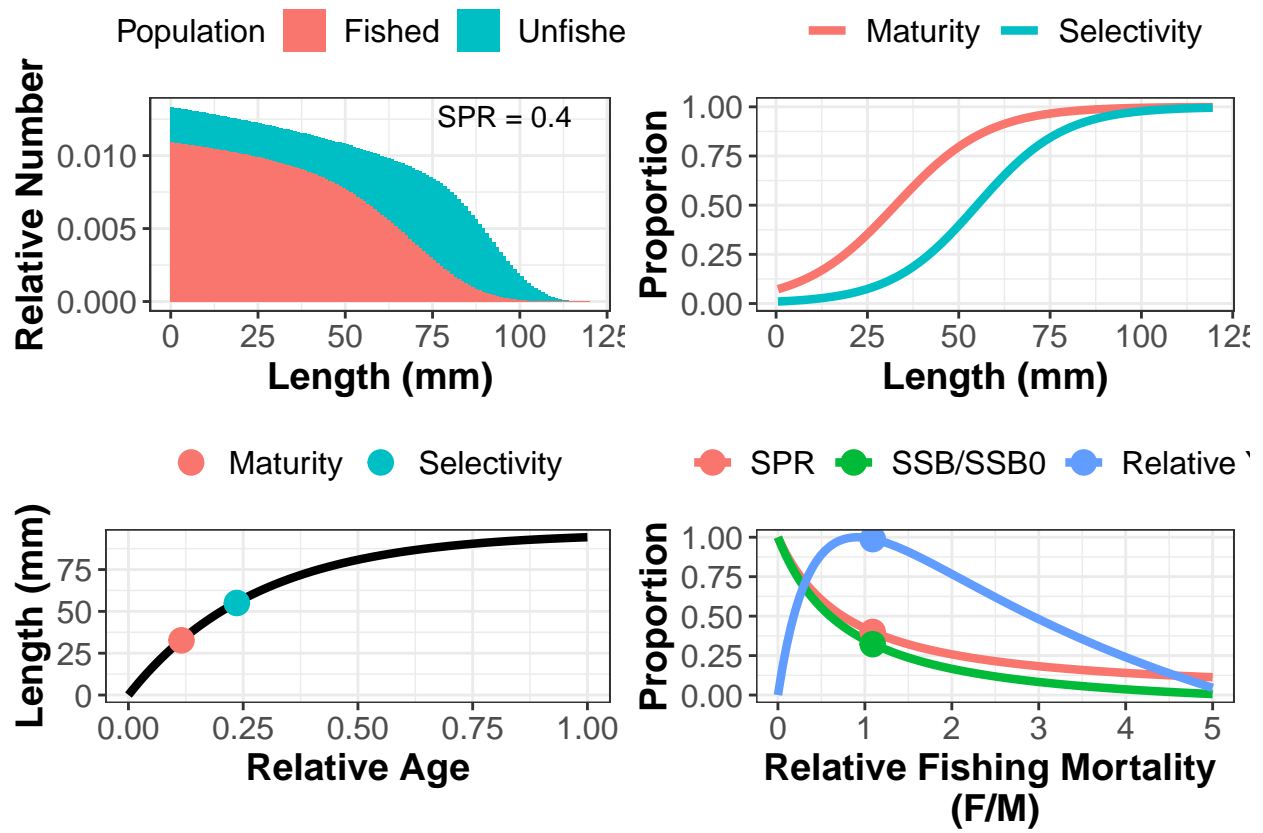 Population Fished Unfishe
Relative Number
0.010
0.005
0.000
SPR = 0.4
0 25 50 75 100 125
Length (mm)
Maturity Selectivity
Proportion
1.00
0.75
0.50
0.25
0.00
0 25 50 75 100 125
Length (mm)
Maturity Selectivity
Length (mm)
75
50
25
0
0.00 0.25 0.50 0.75 1.00
Relative Age
SPR SSB/SSB0 Relative
Proportion
1.00
0.75
0.50
0.25
0.00
0 1 2 3 4 5
Relative Fishing Mortality
(F/M)